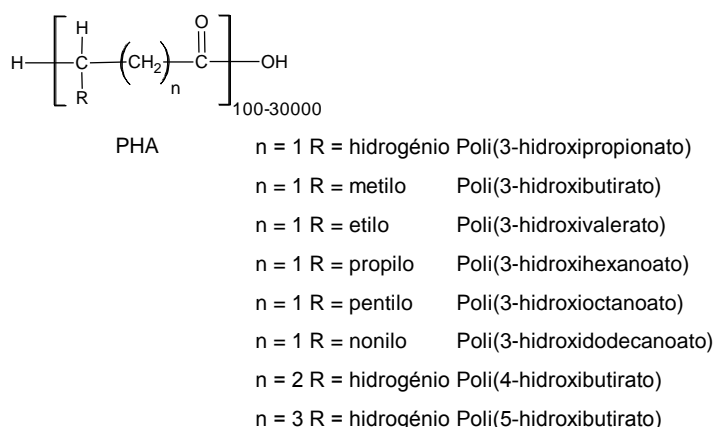 H O
H C (CH2)n C OH
R
100-30000
PHA n = 1 R = hidrogénio Poli(3-hidroxipropionato)
n = 1 R = metilo Poli(3-hidroxibutirato)
n = 1 R = etilo Poli(3-hidroxivalerato)
n = 1 R = propilo Poli(3-hidroxihexanoato)
n = 1 R = pentilo Poli(3-hidroxioctanoato)
n = 1 R = nonilo Poli(3-hidroxidodecanoato)
n = 2 R = hidrogénio Poli(4-hidroxibutirato)
n = 3 R = hidrogénio Poli(5-hidroxibutirato)